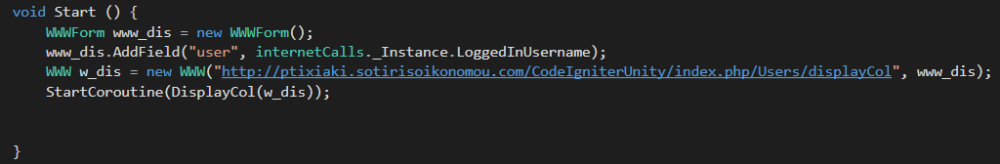 void Start () {
WWWForm www_dis = new WWWForm();
www_dis.AddField("user", internetCalls._Instance.LoggedInUsername);
WWW w_dis = new WWW("http://ptixiaki.sotirisoikonomou.com/CodeIgniterUnity/index.php/Users/displayCol", www_dis);
StartCoroutine(DisplayCol(w_dis));
}